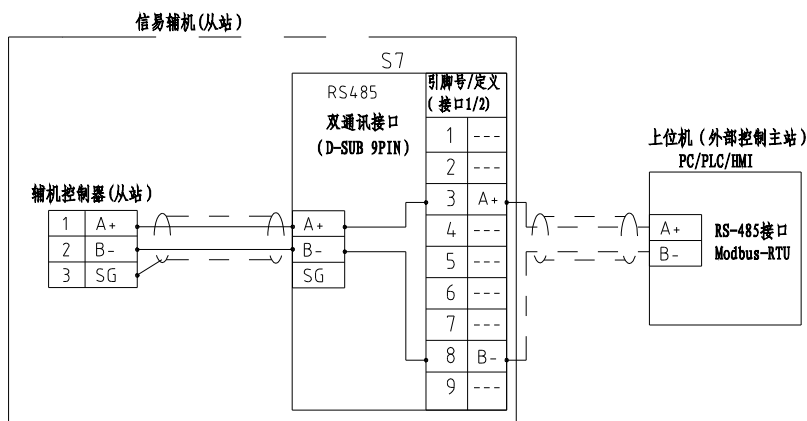 信易辅机(从站)
S7
RS485
双通讯接口
(D-SUB 9PIN)
引脚号/定义
(接口1/2)
1 ---
2 ---
3 A+
4 ---
5 ---
6 ---
7 ---
8 B-
9 ---
辅机控制器(从站)
1 A+
2 B-
3 SG
A+
B-
SG
上位机(外部控制主站)
PC/PLC/HMI
A+
B-
RS-485接口
Modbus-RTU